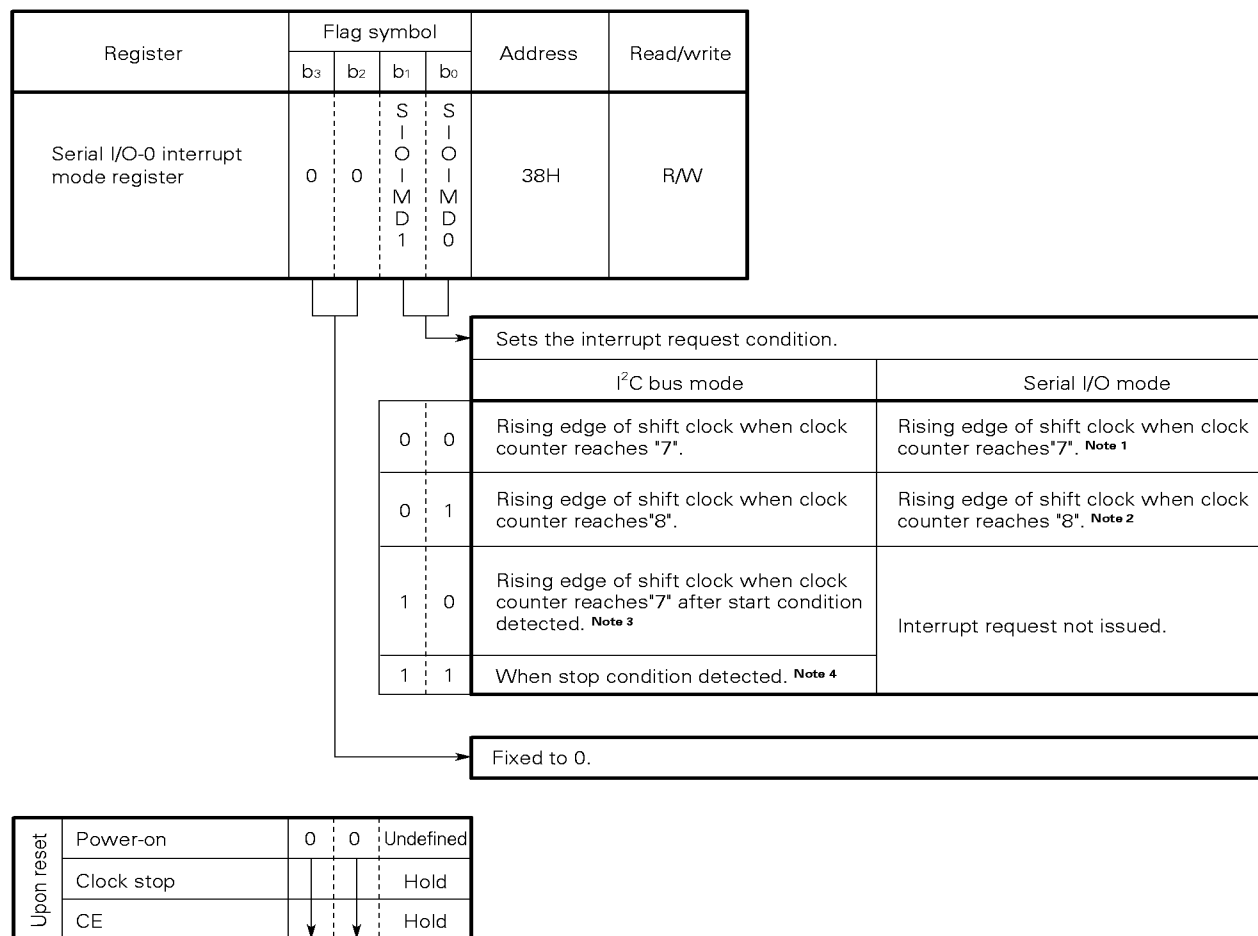 Register
Flag symbol
Address
Read/write
b3 b2 b1 b0
Serial I/O-0 interrupt
mode register
0 0
SIOIMD1
SIOIMD0
38H
R/W
Sets the interrupt request condition.
I²C bus mode
Serial I/O mode
0 0
Rising edge of shift clock when clock
counter reaches "7".
Rising edge of shift clock when clock
counter reaches"7". Note 1
0 1
Rising edge of shift clock when clock
counter reaches"8".
Rising edge of shift clock when clock
counter reaches "8". Note 2
1 0
Rising edge of shift clock when clock
counter reaches"7" after start condition
detected. Note 3
Interrupt request not issued.
1 1
When stop condition detected. Note 4
Fixed to 0.
Upon reset
Power-on 0 0 Undefined
Clock stop Hold
CE Hold